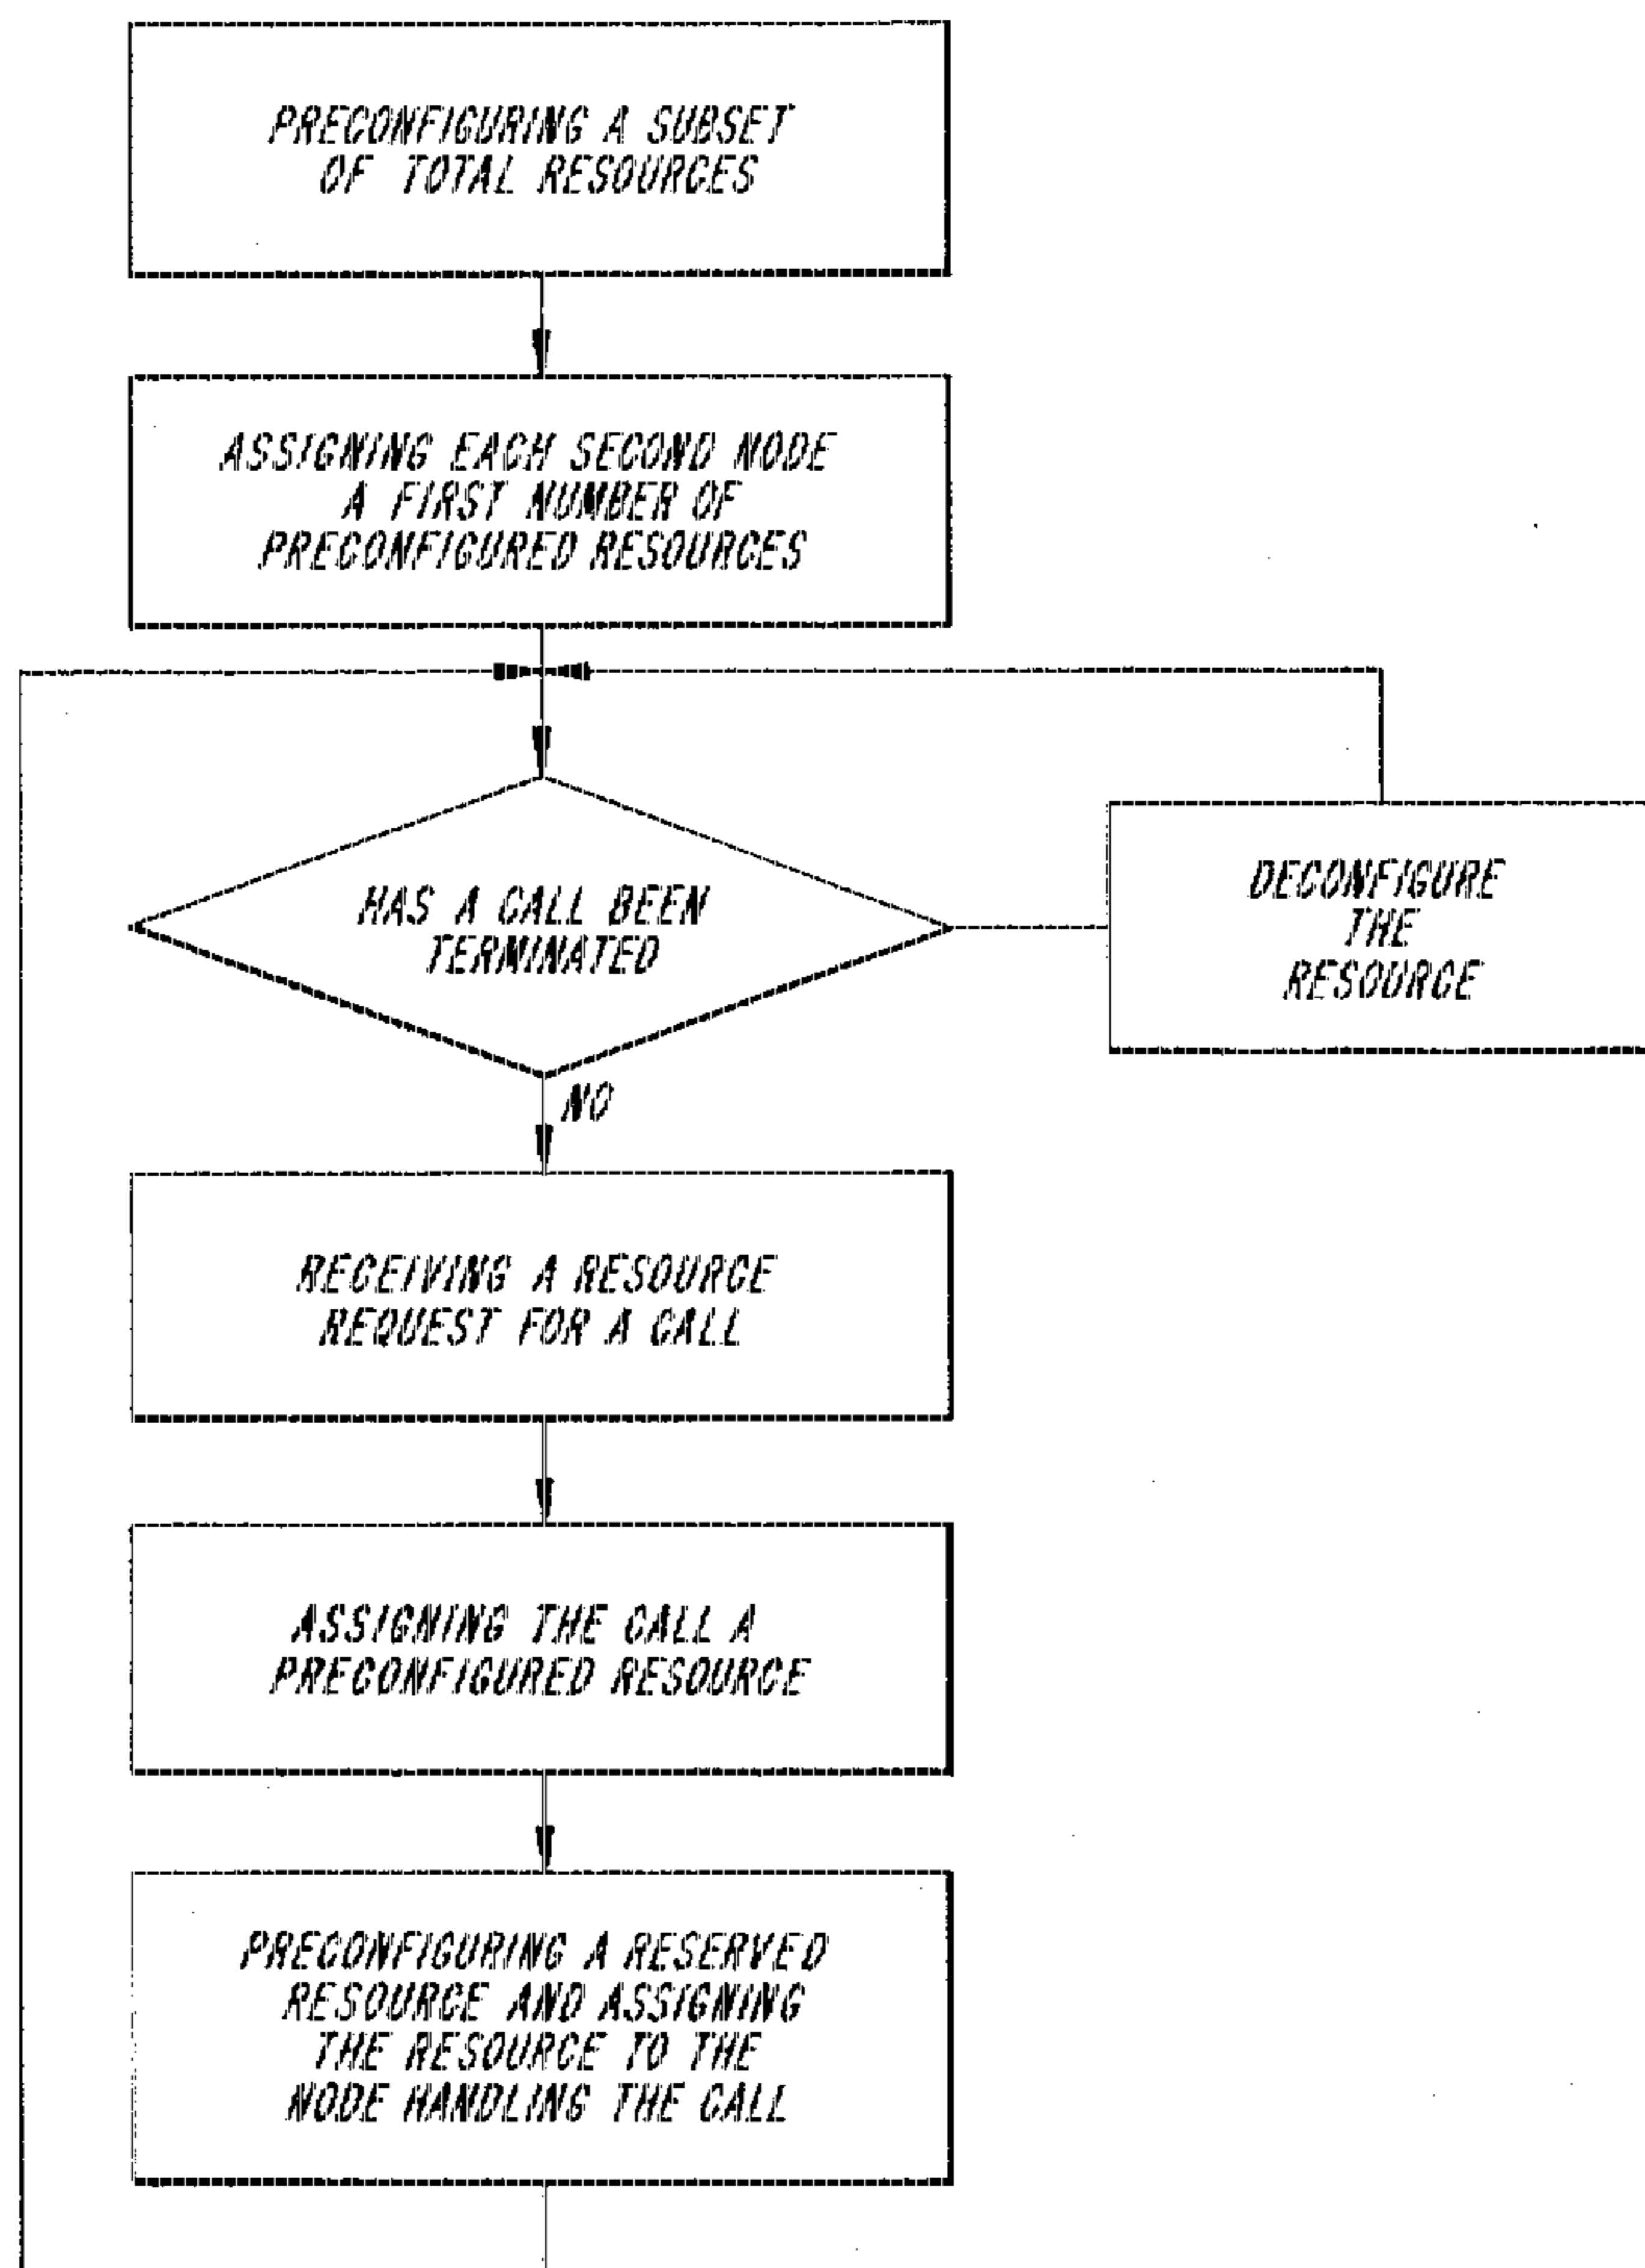 PRECONFIGURING A SUBSET
OF TOTAL RESOURCES
ASSIGNING EACH SECOND NODE
A FIRST NUMBER OF
PRECONFIGURED RESOURCES
HAS A CALL BEEN
TERMINATED
DECONFIGURE
THE
RESOURCE
NO
RECEIVING A RESOURCE
REQUEST FOR A CALL
ASSIGNING THE CALL A
PRECONFIGURED RESOURCE
PRECONFIGURING A RESERVED
RESOURCE AND ASSIGNING
THE RESOURCE TO THE
NODE HANDLING THE CALL